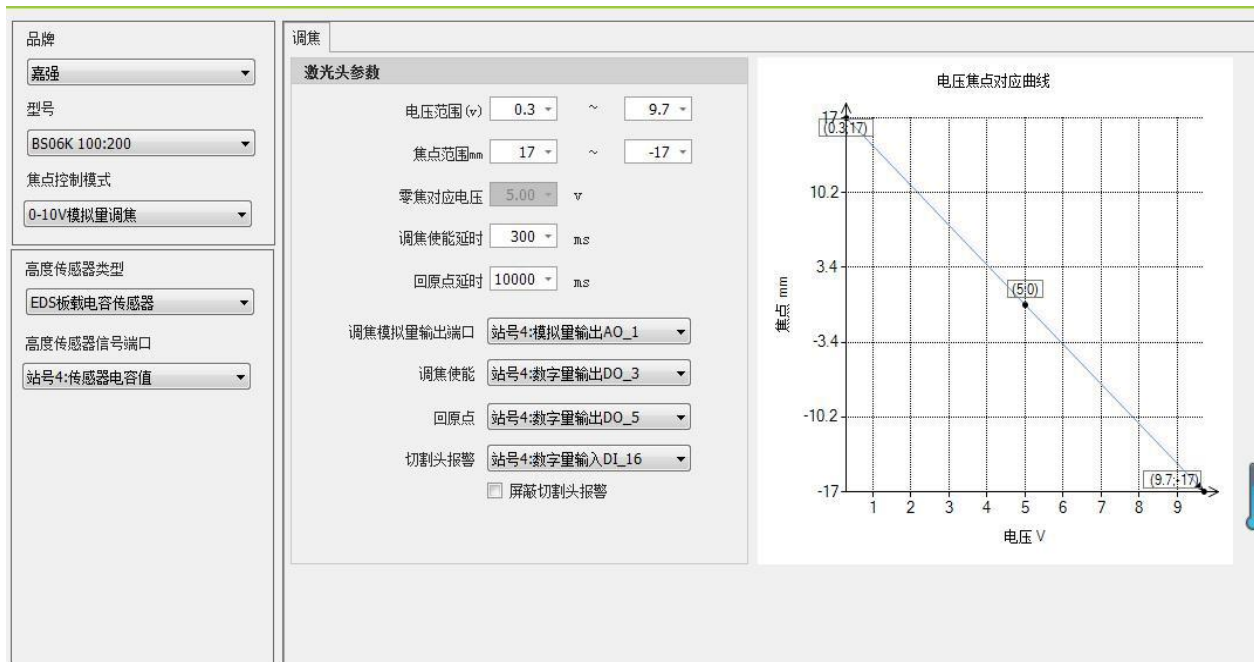 品牌
嘉强
型号
BS06K 100:200
焦点控制模式
0-10V模拟量调焦
高度传感器类型
EDS板载电容传感器
高度传感器信号端口
站号4:传感器电容值
调焦
激光头参数
电压范围(v) 0.3 ~ 9.7
焦点范围mm 17 ~ -17
零焦对应电压 5.00 v
调焦使能延时 300 ms
回原点延时 10000 ms
调焦模拟量输出端口 站号4:模拟量输出AO_1
调焦使能 站号4:数字量输出DO_3
回原点 站号4:数字量输出DO_5
切割头报警 站号4:数字量输入DI_16
屏蔽切割头报警
电压焦点对应曲线
17
(0.3;17)
10.2
3.4
(5;0)
焦点 mm
-3.4
-10.2
(9.7;-17)
-17
1 2 3 4 5 6 7 8 9
电压 V